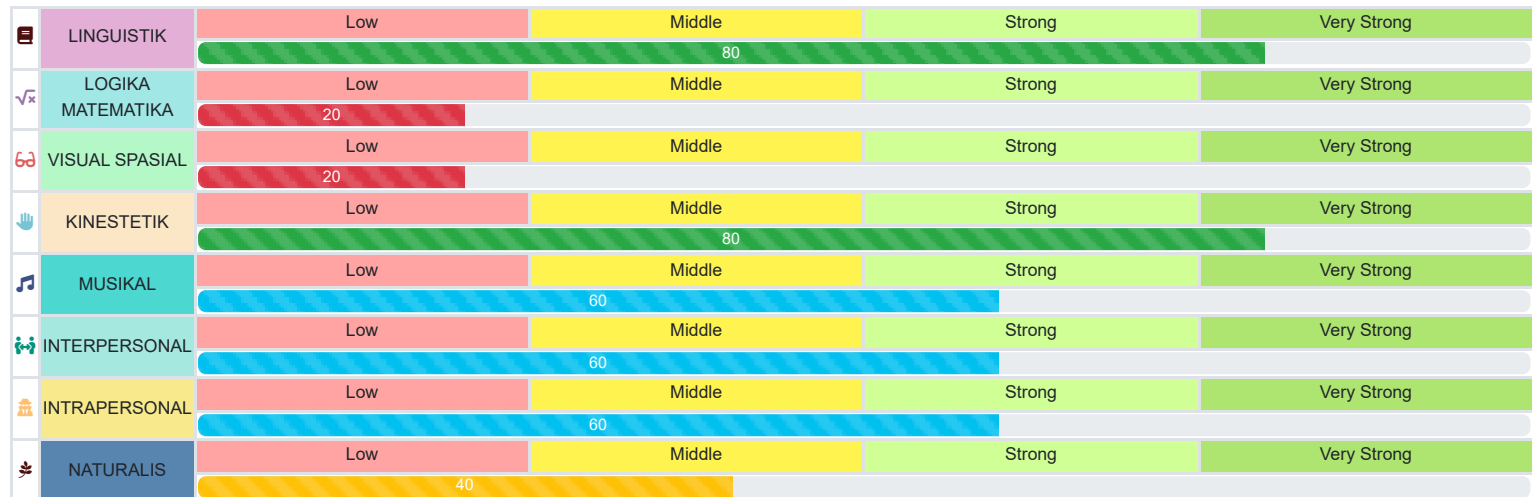 LINGUISTIK
Low Middle Strong Very Strong
80
LOGIKA
MATEMATIKA
Low Middle Strong Very Strong
20
VISUAL SPASIAL
Low Middle Strong Very Strong
20
KINESTETIK
Low Middle Strong Very Strong
80
MUSIKAL
Low Middle Strong Very Strong
60
INTERPERSONAL
Low Middle Strong Very Strong
60
INTRAPERSONAL
Low Middle Strong Very Strong
60
NATURALIS
Low Middle Strong Very Strong
40